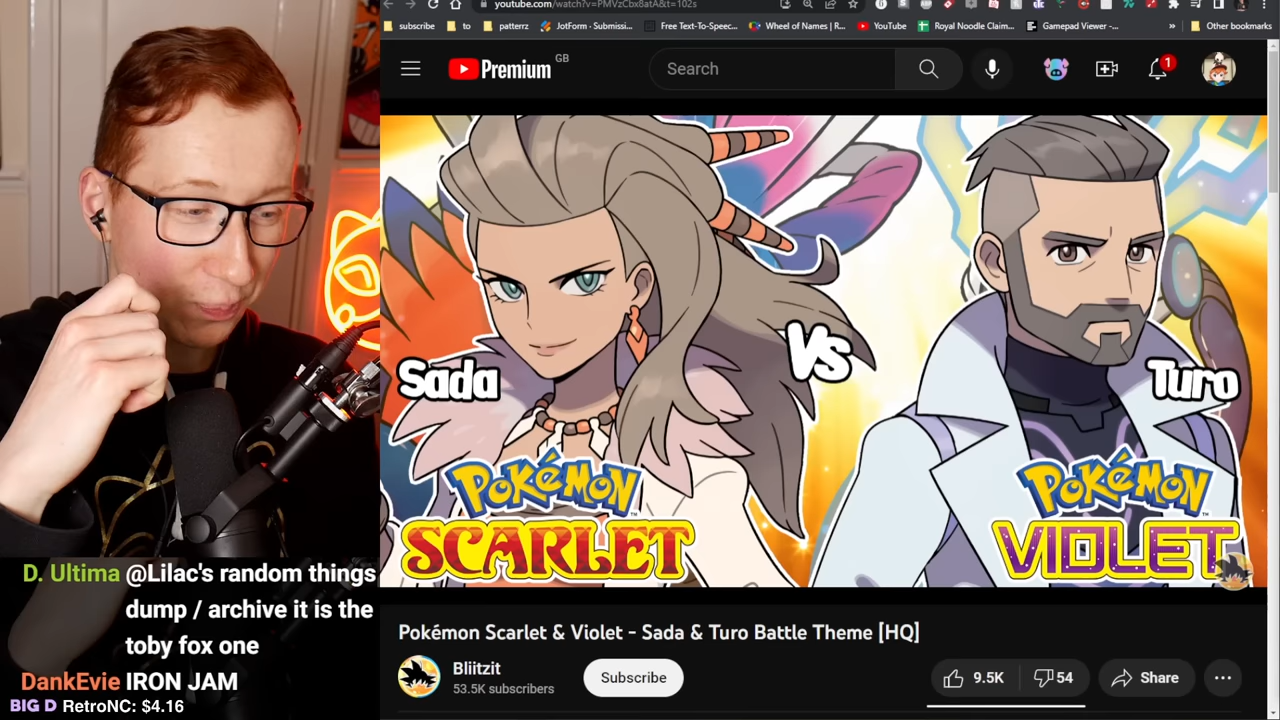 youtube.com/watch?v=PMVzCbx8atA&t=102s
subscribe to patterrz JotForm - Submissi... Free Text-To-Speec... Wheel of Names | R... YouTube Royal Noodle Claim... Gamepad Viewer -... » Other bookmarks
Premium GB Search 1
Sada Vs Turo
POKéMON POKéMON
SCARLET VIOLET
D. Ultima @Lilac's random things
dump / archive it is the
toby fox one
DankEvie IRON JAM
BIG D RetroNC: $4.16
Pokémon Scarlet & Violet - Sada & Turo Battle Theme [HQ]
Bliitzit
53.5K subscribers
Subscribe
9.5K 54 Share